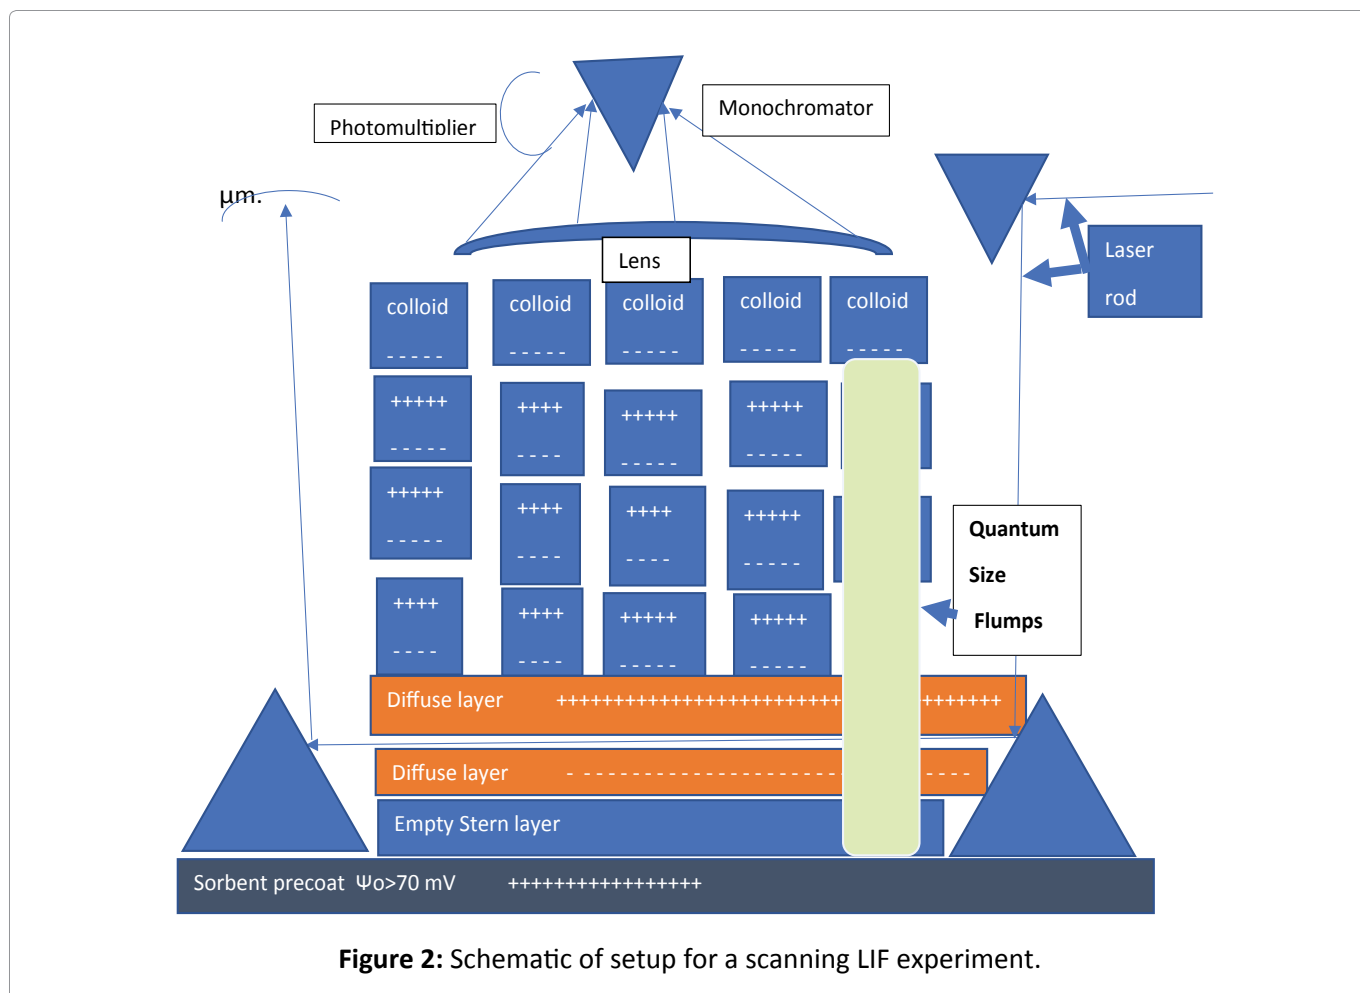 Photomultiplier
Monochromator
µm.
Laser
rod
Lens
colloid
- - - - -
colloid
- - - - -
colloid
- - - - -
colloid
- - - - -
colloid
- - - - -
+++++
- - - - -
++++
- - - -
+++++
- - - - -
+++++
- - - - -
+++++
- - - - -
++++
- - - -
++++
- - - -
+++++
- - - - -
Quantum
Size
Flumps
++++
- - - -
++++
- - - -
+++++
- - - - -
+++++
- - - - -
Diffuse layer +++++++++++++++++++++++++ +++++++++++
Diffuse layer - - - - - - - - - - - - - - - - - - - - - - - -
Empty Stern layer
Sorbent precoat Ψo>70 mV +++++++++++++++++
Figure 2: Schematic of setup for a scanning LIF experiment.